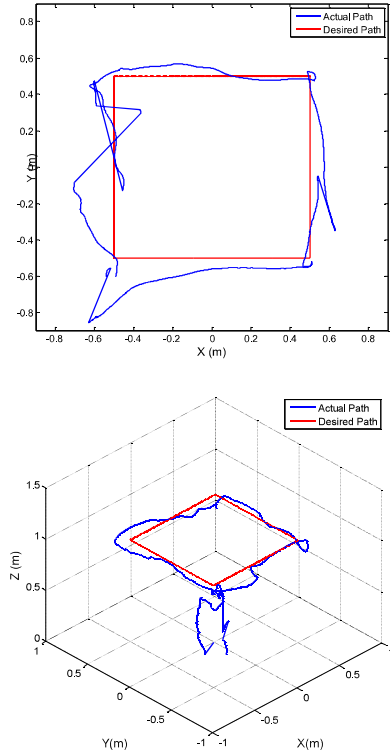 Actual Path
Desired Path
0.8
0.6
0.4
0.2
0
-0.2
-0.4
-0.6
-0.8
Y (m)
-0.8 -0.6 -0.4 -0.2 0 0.2 0.4 0.6 0.8
X (m)
Actual Path
Desired Path
1.5
1
0.5
0
Z (m)
1 0.5 0 -0.5 -1
-1 -0.5 0 0.5 1
Y(m)
X(m)